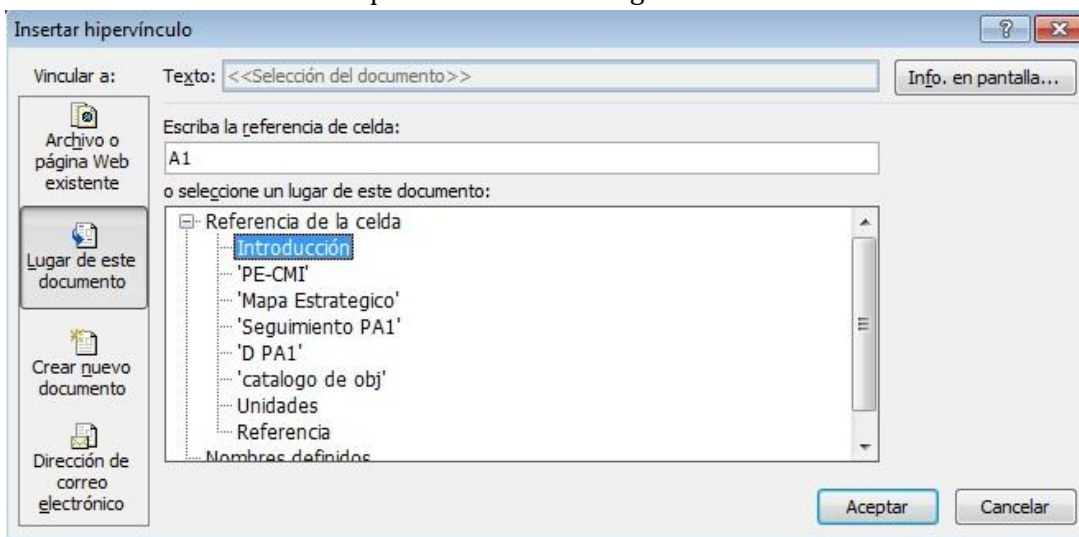 Insertar hipervínculo
Vincular a:
Texto: <<Selección del documento>>
Info. en pantalla...
Archivo o
página Web
existente
Lugar de este
documento
Crear nuevo
documento
Dirección de
correo
electrónico
Escriba la referencia de celda:
A1
o seleccione un lugar de este documento:
Referencia de la celda
Introducción
'PE-CMI'
'Mapa Estrategico'
'Seguimiento PA1'
'D PA1'
'catalogo de obj'
Unidades
Referencia
Nombres definidos
Aceptar
Cancelar